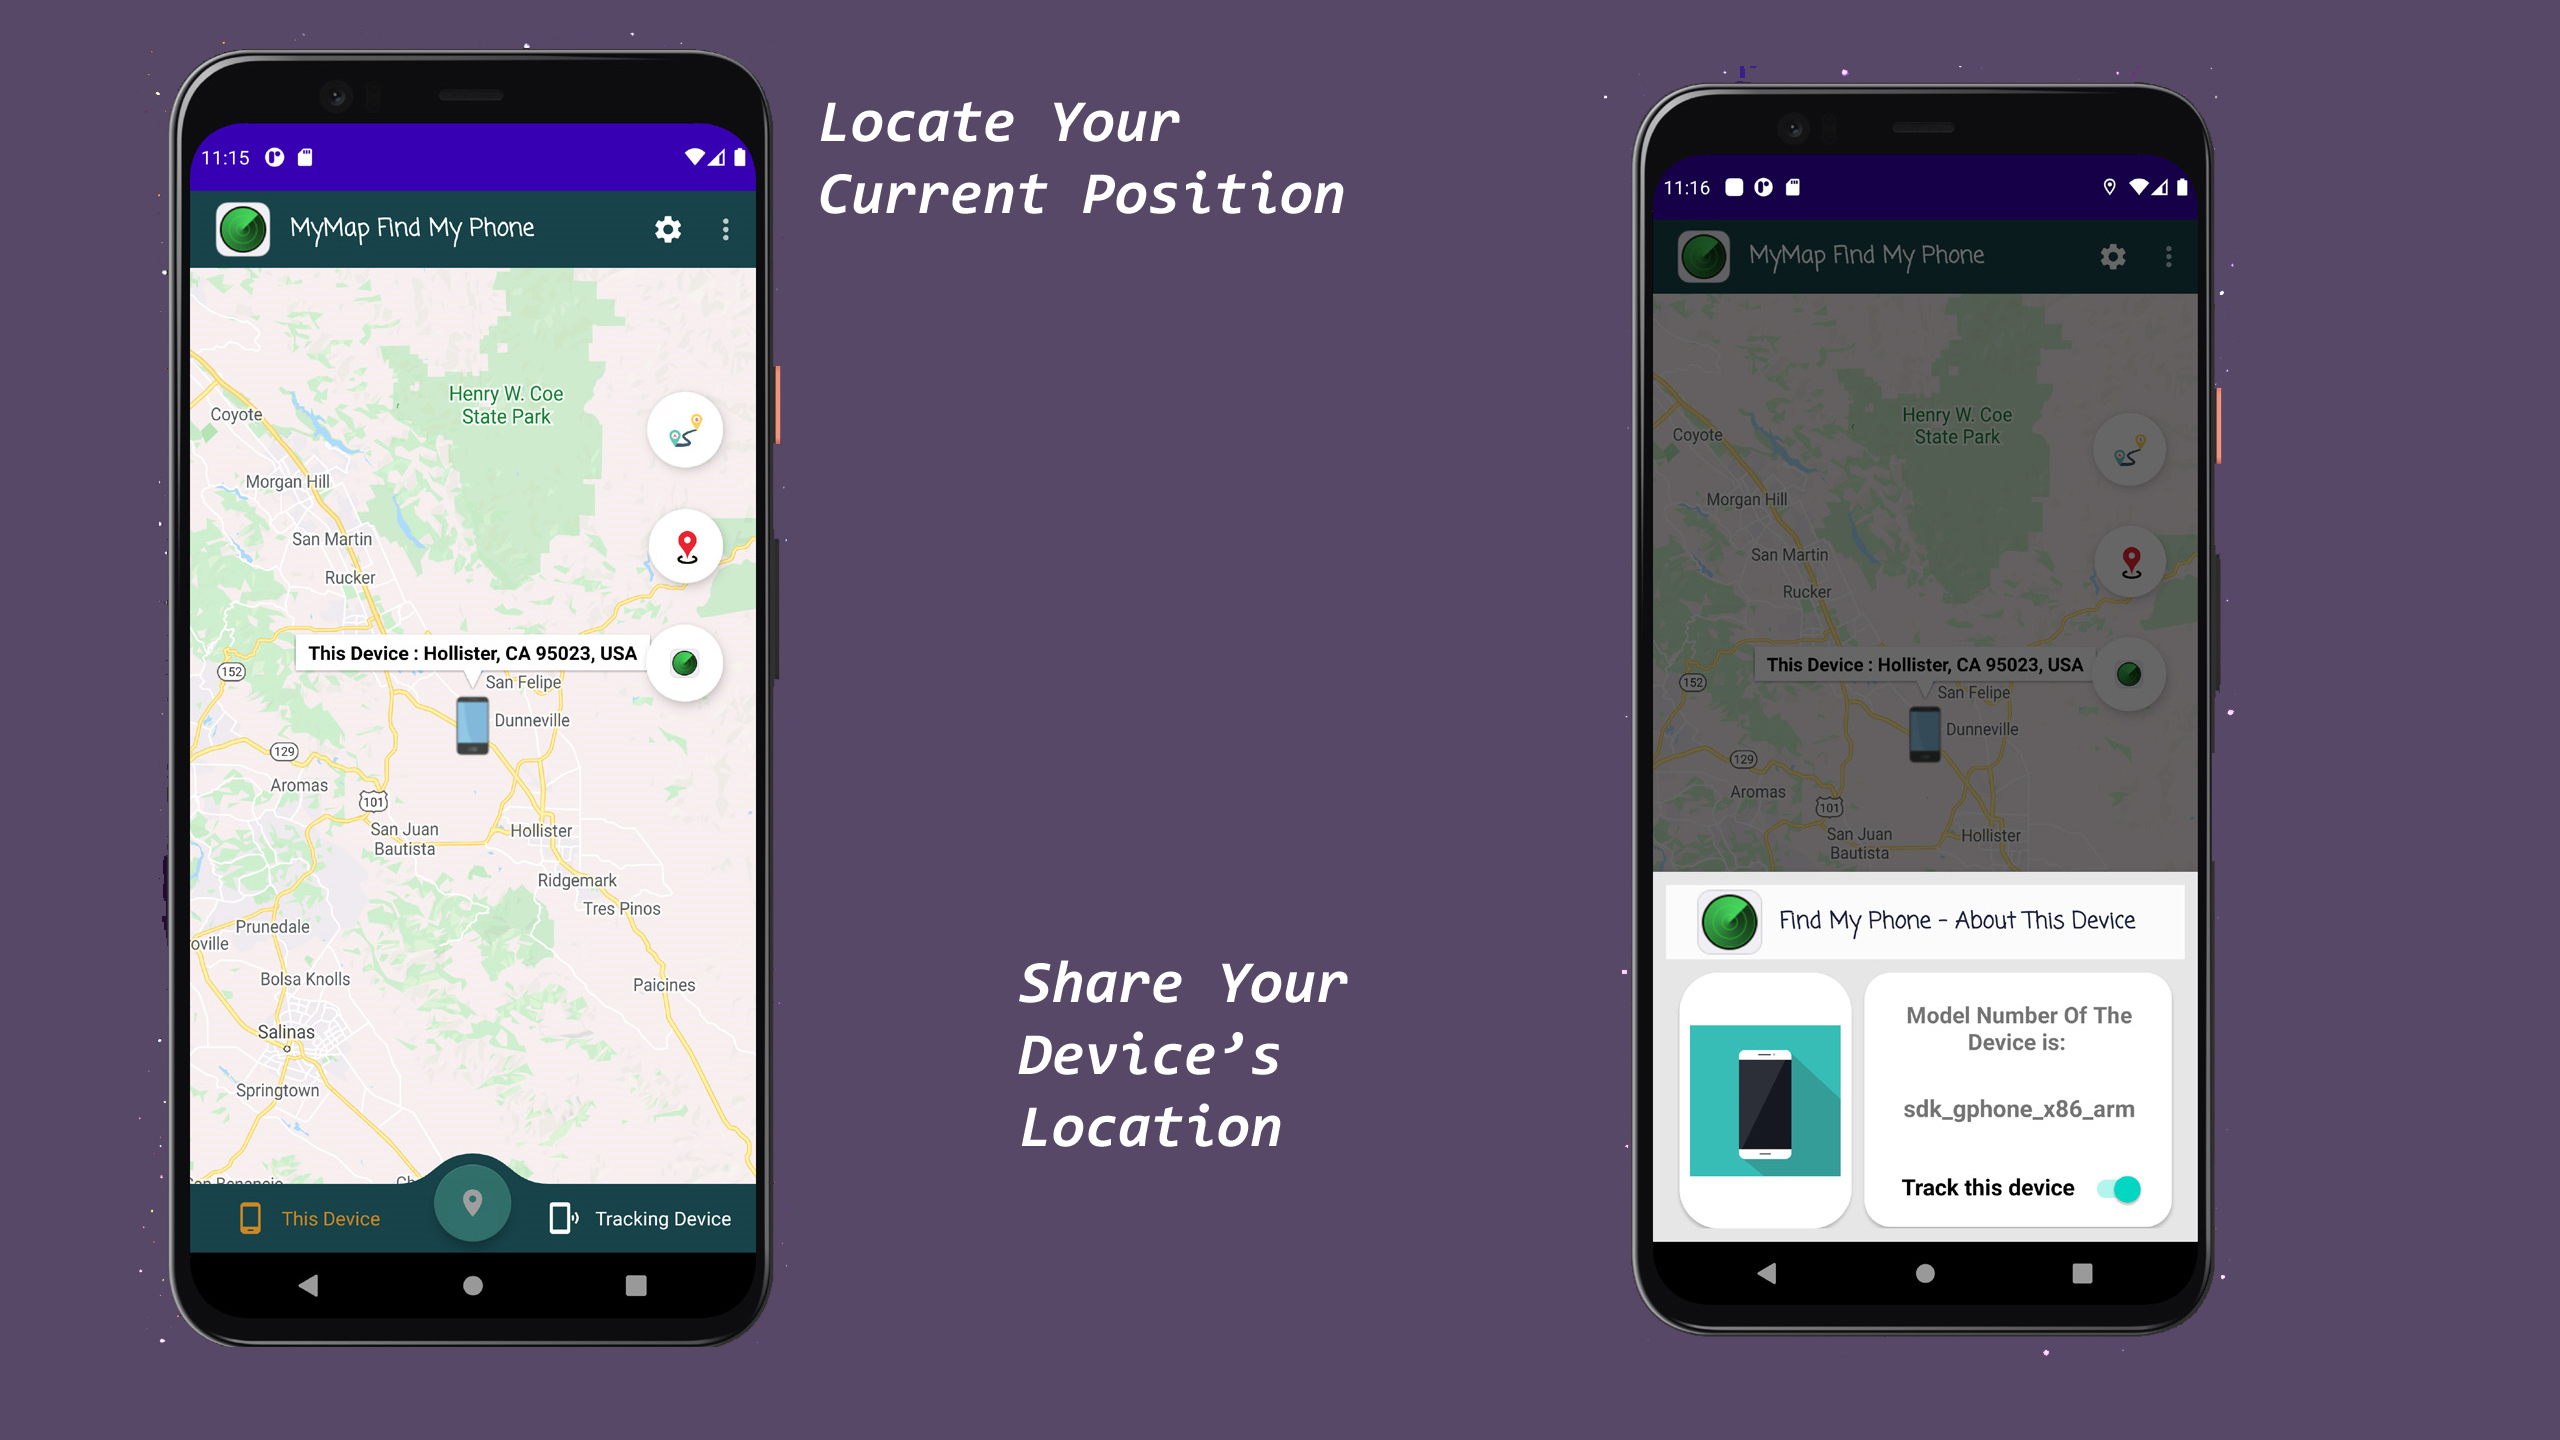 Locate Your
Current Position
11:15
MyMap Find My Phone
Henry W. Coe
State Park
Coyote
Morgan Hill
San Martin
Rucker
This Device : Hollister, CA 95023, USA
152
San Felipe
Dunneville
129
Aromas
101
San Juan
Bautista
Hollister
Ridgemark
Tres Pinos
Prunedale
oville
Bolsa Knolls
Paicines
Salinas
Springtown
This Device
Tracking Device
Share Your
Device’s
Location
11:16
MyMap Find My Phone
Henry W. Coe
State Park
Coyote
Morgan Hill
San Martin
Rucker
This Device : Hollister, CA 95023, USA
152
San Felipe
Dunneville
129
Aromas
101
San Juan
Bautista
Hollister
Find My Phone - About This Device
Model Number Of The
Device is:
sdk_gphone_x86_arm
Track this device